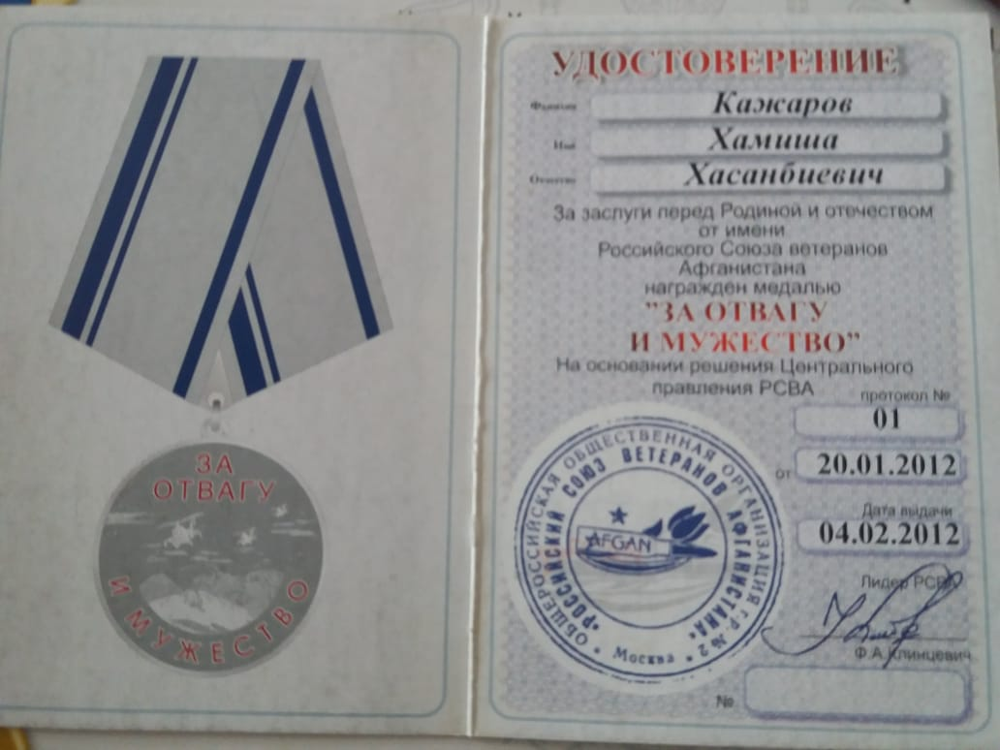 ЗА
ОТВАГУ
И МУЖЕСТВО
УДОСТОВЕРЕНИЕ
Фамилия Кажаров
Имя Хамиша
Отчество Хасанбиевич
За заслуги перед Родиной и отечеством
от имени
Российского Союза ветеранов
Афганистана
награжден медалью
"ЗА ОТВАГУ
И МУЖЕСТВО"
На основании решения Центрального
правления РСВА
протокол №
01
от 20.01.2012
Дата выдачи
04.02.2012
Лидер РСВА
Ф.А.Клинцевич
№
ОБЩЕРОССИЙСКАЯ ОБЩЕСТВЕННАЯ ОРГАНИЗАЦИЯ г.р. № 2
"РОССИЙСКИЙ СОЮЗ ВЕТЕРАНОВ АФГАНИСТАНА"
AFGAN
* Москва *